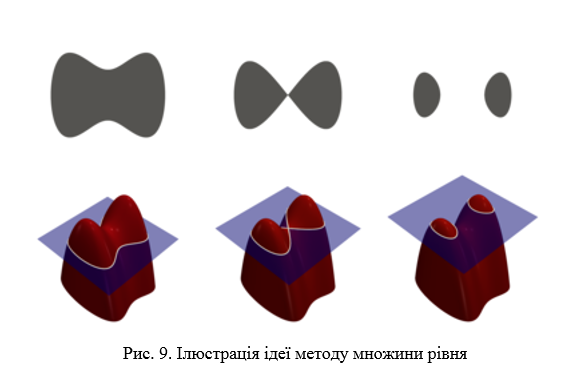 Рис. 9. Ілюстрація ідеї методу множини рівня